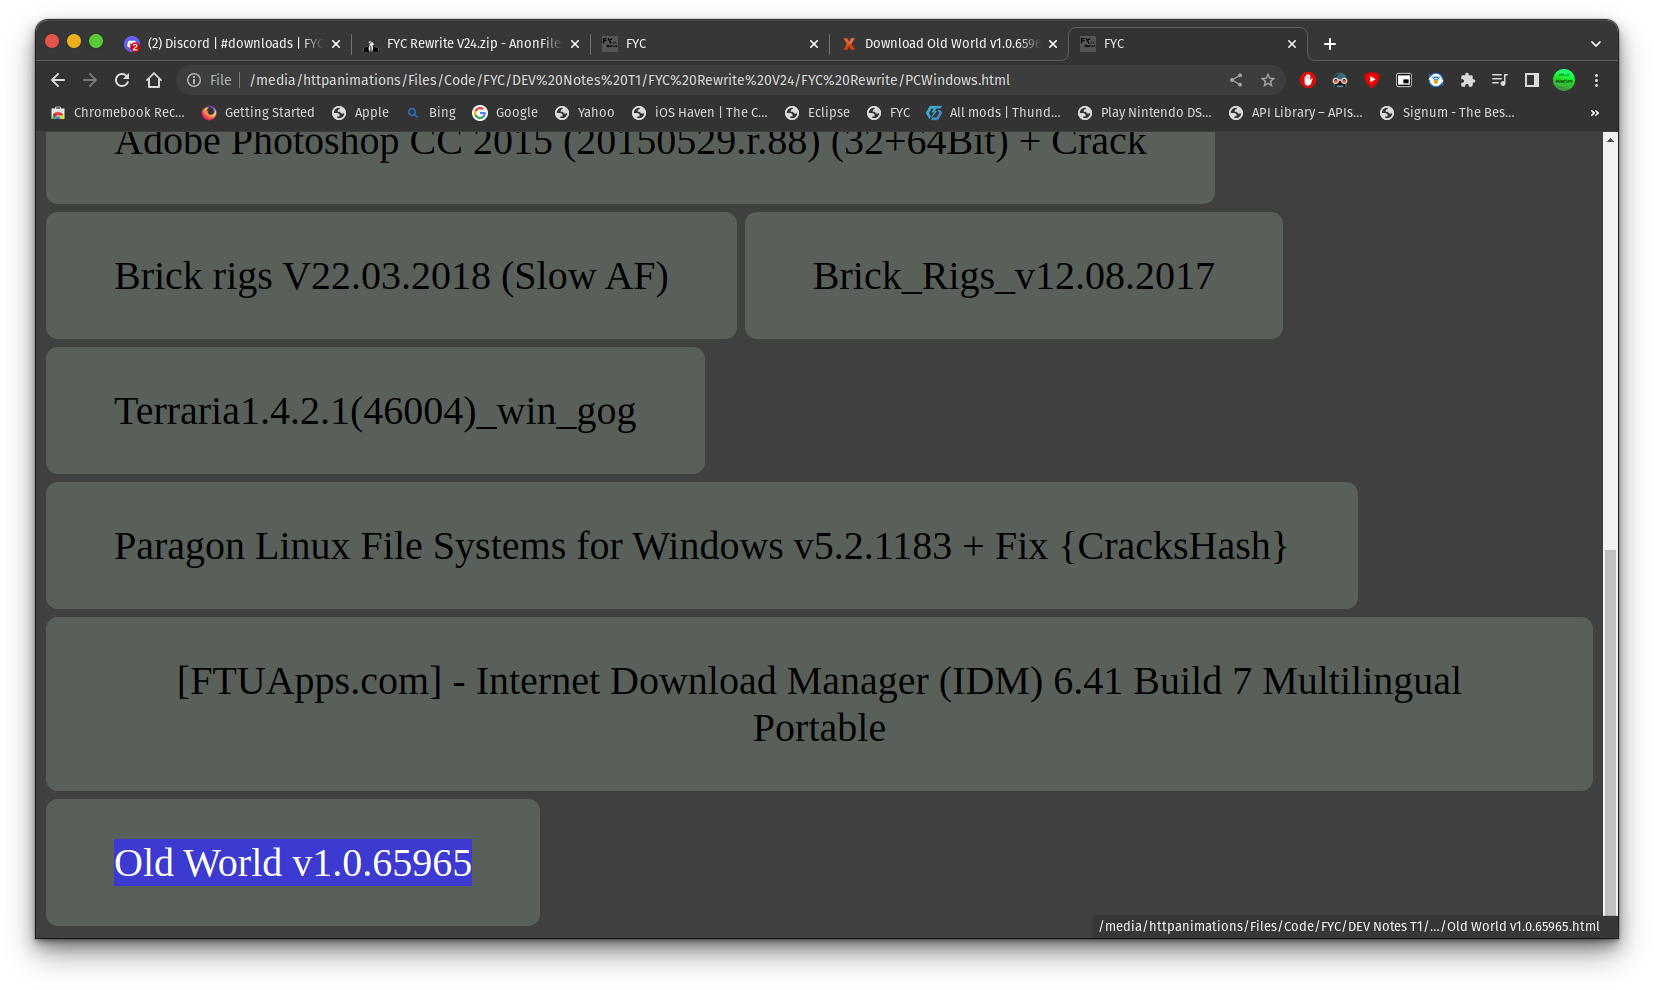 (2) Discord | #downloads | FYC
FYC Rewrite V24.zip - AnonFile
FYC
Download Old World v1.0.6596
FYC
File
/media/httpanimations/Files/Code/FYC/DEV%20Notes%20T1/FYC%20Rewrite%20V24/FYC%20Rewrite/PCWindows.html
Chromebook Rec...
Getting Started
Apple
Bing
Google
Yahoo
iOS Haven | The C...
Eclipse
FYC
All mods | Thund...
Play Nintendo DS...
API Library – APIs...
Signum - The Bes...
»
Adobe Photoshop CC 2015 (20150529.r.88) (32+64Bit) + Crack
Brick rigs V22.03.2018 (Slow AF)
Brick_Rigs_v12.08.2017
Terraria1.4.2.1(46004)_win_gog
Paragon Linux File Systems for Windows v5.2.1183 + Fix {CracksHash}
[FTUApps.com] - Internet Download Manager (IDM) 6.41 Build 7 Multilingual
Portable
Old World v1.0.65965
/media/httpanimations/Files/Code/FYC/DEV Notes T1/.../Old World v1.0.65965.html